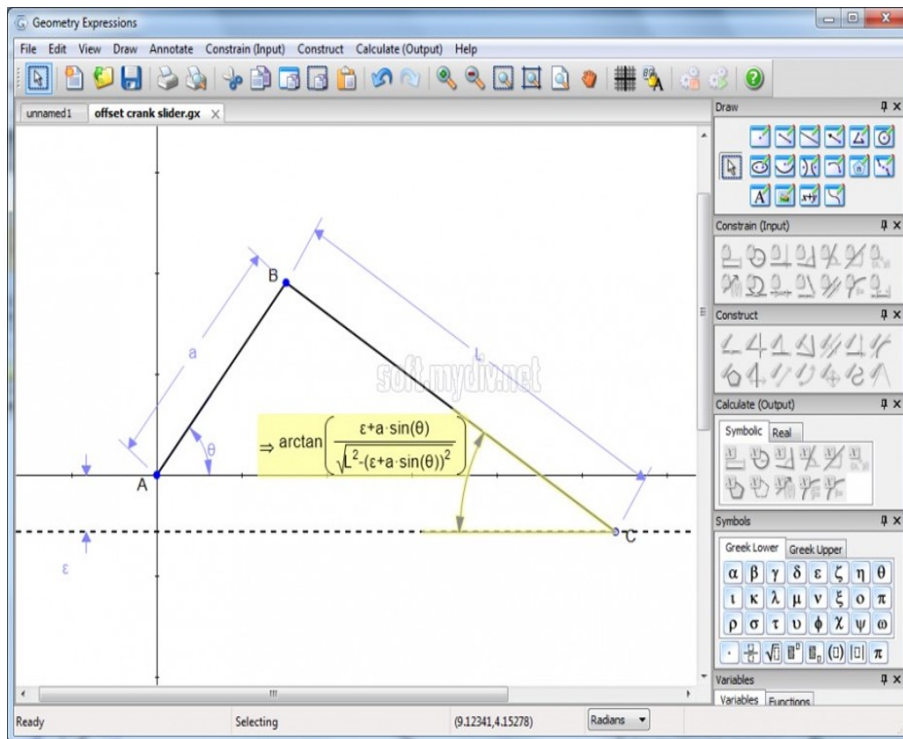 Geometry Expressions
File Edit View Draw Annotate Constrain (Input) Construct Calculate (Output) Help
unnamed1 offset crank slider.gx
Draw
A x+y
Constrain (Input)
Construct
Calculate (Output)
Symbolic Real
Symbols
Greek Lower Greek Upper
α β γ δ ε ζ η θ
ι κ λ μ ν ξ ο π
ρ σ τ υ φ χ ψ ω
π
Variables
Variables Functions
B
a
L
soft.mydiv.net
θ
⇒ arctan(
ε+a·sin(θ)
√L²-(ε+a·sin(θ))²
)
A
C
ε
Ready Selecting (9.12341,4.15278) Radians